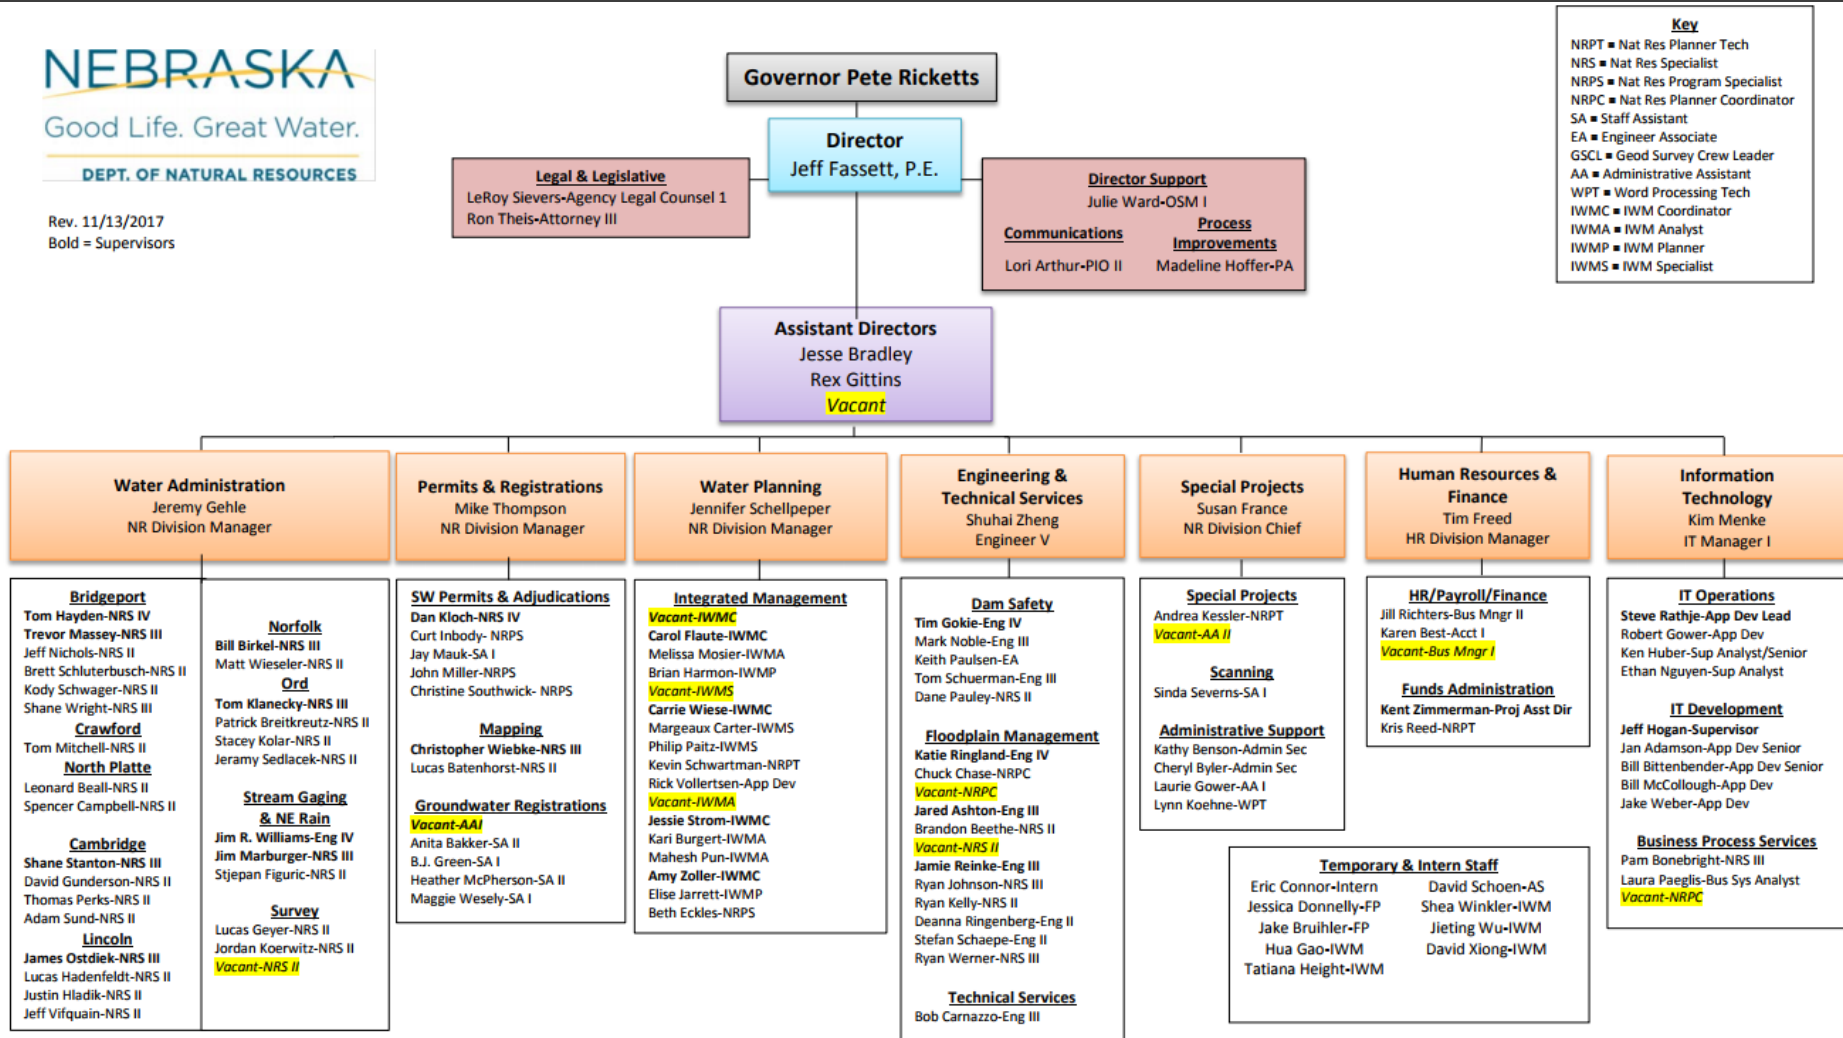 NEBRASKA
Good Life. Great Water.
DEPT. OF NATURAL RESOURCES
Rev. 11/13/2017
Bold = Supervisors
Governor Pete Ricketts
Director
Jeff Fassett, P.E.
Legal & Legislative
LeRoy Sievers-Agency Legal Counsel 1
Ron Theis-Attorney III
Director Support
Julie Ward-OSM I
Communications
Lori Arthur-PIO II
Process
Improvements
Madeline Hoffer-PA
Key
NRPT ▪ Nat Res Planner Tech
NRS ▪ Nat Res Specialist
NRPS ▪ Nat Res Program Specialist
NRPC ▪ Nat Res Planner Coordinator
SA ▪ Staff Assistant
EA ▪ Engineer Associate
GSCL ▪ Geod Survey Crew Leader
AA ▪ Administrative Assistant
WPT ▪ Word Processing Tech
IWMC ▪ IWM Coordinator
IWMA ▪ IWM Analyst
IWMP ▪ IWM Planner
IWMS ▪ IWM Specialist
Assistant Directors
Jesse Bradley
Rex Gittins
Vacant
Water Administration
Jeremy Gehle
NR Division Manager
Bridgeport
Tom Hayden-NRS IV
Trevor Massey-NRS III
Jeff Nichols-NRS II
Brett Schluterbusch-NRS II
Kody Schwager-NRS II
Shane Wright-NRS III
Crawford
Tom Mitchell-NRS II
North Platte
Leonard Beall-NRS II
Spencer Campbell-NRS II
Cambridge
Shane Stanton-NRS III
David Gunderson-NRS II
Thomas Perks-NRS II
Adam Sund-NRS II
Lincoln
James Ostdiek-NRS III
Lucas Hadenfeldt-NRS II
Justin Hladik-NRS II
Jeff Vifquain-NRS II
Norfolk
Bill Birkel-NRS III
Matt Wieseler-NRS II
Ord
Tom Klanecky-NRS III
Patrick Breitkreutz-NRS II
Stacey Kolar-NRS II
Jeramy Sedlacek-NRS II
Stream Gaging
& NE Rain
Jim R. Williams-Eng IV
Jim Marburger-NRS III
Stjepan Figuric-NRS II
Survey
Lucas Geyer-NRS II
Jordan Koerwitz-NRS II
Vacant-NRS II
Permits & Registrations
Mike Thompson
NR Division Manager
SW Permits & Adjudications
Dan Kloch-NRS IV
Curt Inbody- NRPS
Jay Mauk-SA I
John Miller-NRPS
Christine Southwick- NRPS
Mapping
Christopher Wiebke-NRS III
Lucas Batenhorst-NRS II
Groundwater Registrations
Vacant-AAI
Anita Bakker-SA II
B.J. Green-SA I
Heather McPherson-SA II
Maggie Wesely-SA I
Water Planning
Jennifer Schellpeper
NR Division Manager
Integrated Management
Vacant-IWMC
Carol Flaute-IWMC
Melissa Mosier-IWMA
Brian Harmon-IWMP
Vacant-IWMS
Carrie Wiese-IWMC
Margeaux Carter-IWMS
Philip Paitz-IWMS
Kevin Schwartman-NRPT
Rick Vollertsen-App Dev
Vacant-IWMA
Jessie Strom-IWMC
Kari Burgert-IWMA
Mahesh Pun-IWMA
Amy Zoller-IWMC
Elise Jarrett-IWMP
Beth Eckles-NRPS
Engineering &
Technical Services
Shuhai Zheng
Engineer V
Dam Safety
Tim Gokie-Eng IV
Mark Noble-Eng III
Keith Paulsen-EA
Tom Schuerman-Eng III
Dane Pauley-NRS II
Floodplain Management
Katie Ringland-Eng IV
Chuck Chase-NRPC
Vacant-NRPC
Jared Ashton-Eng III
Brandon Beethe-NRS II
Vacant-NRS II
Jamie Reinke-Eng III
Ryan Johnson-NRS III
Ryan Kelly-NRS II
Deanna Ringenberg-Eng II
Stefan Schaepe-Eng II
Ryan Werner-NRS III
Technical Services
Bob Carnazzo-Eng III
Special Projects
Susan France
NR Division Chief
Special Projects
Andrea Kessler-NRPT
Vacant-AA II
Scanning
Sinda Severns-SA I
Administrative Support
Kathy Benson-Admin Sec
Cheryl Byler-Admin Sec
Laurie Gower-AA I
Lynn Koehne-WPT
Human Resources &
Finance
Tim Freed
HR Division Manager
HR/Payroll/Finance
Jill Richters-Bus Mngr II
Karen Best-Acct I
Vacant-Bus Mngr I
Funds Administration
Kent Zimmerman-Proj Asst Dir
Kris Reed-NRPT
Information
Technology
Kim Menke
IT Manager I
IT Operations
Steve Rathje-App Dev Lead
Robert Gower-App Dev
Ken Huber-Sup Analyst/Senior
Ethan Nguyen-Sup Analyst
IT Development
Jeff Hogan-Supervisor
Jan Adamson-App Dev Senior
Bill Bittenbender-App Dev Senior
Bill McCollough-App Dev
Jake Weber-App Dev
Business Process Services
Pam Bonebright-NRS III
Laura Paeglis-Bus Sys Analyst
Vacant-NRPC
Temporary & Intern Staff
Eric Connor-Intern
Jessica Donnelly-FP
Jake Bruihler-FP
Hua Gao-IWM
Tatiana Height-IWM
David Schoen-AS
Shea Winkler-IWM
Jieting Wu-IWM
David Xiong-IWM